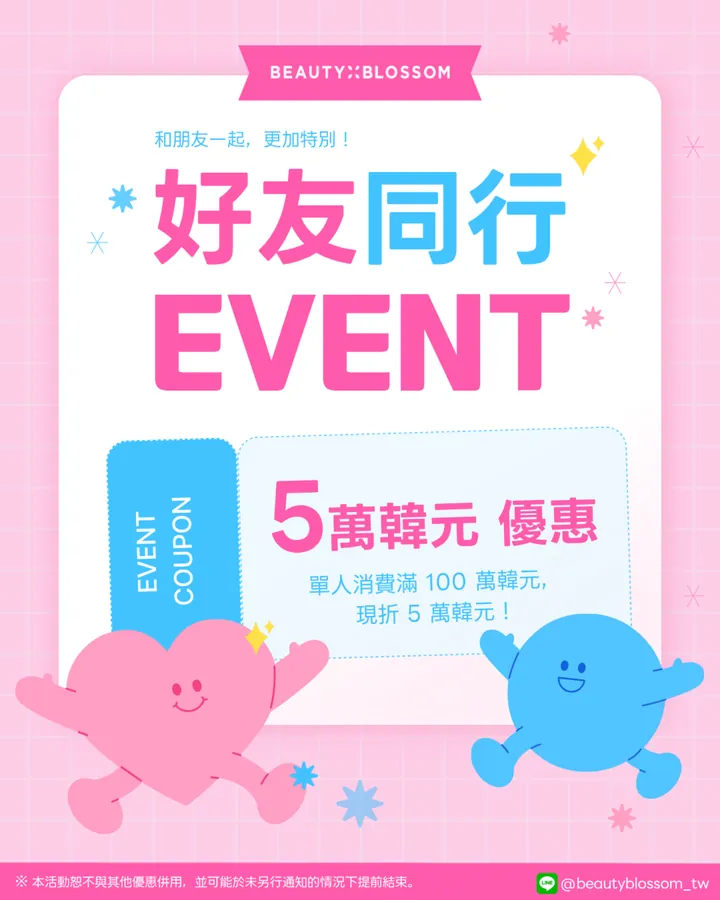 BEAUTY BLOSSOM
和朋友一起，更加特別！
好友同行
EVENT
EVENT
COUPON
5萬韓元 優惠
單人消費滿 100 萬韓元，
現折 5 萬韓元！
※ 本活動恕不與其他優惠併用，並可能於未另行通知的情況下提前結束。
LINE @beautyblossom_tw